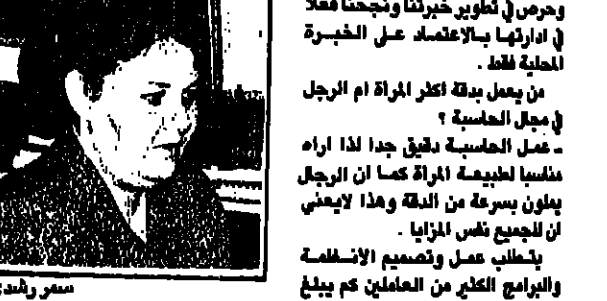 وحرص في تطوير خبرتنا ونجحنا فعلا
في ادارتها بالاعتماد على الخبرة
المحلية فقط .
من يعمل بدقة اكثر المرأة ام الرجل
في مجال الحاسبة ؟
ـ عمل الحاسبة دقيق جدا لذا اراه
مناسبا لطبيعة المرأة كما ان الرجال
يملون بسرعة من الدقة وهذا لايعني
ان للجميع نفس المزايا .
يتطلب عمل وتصميم الانظمة
والبرامج الكثير من العاملين كم يبلغ
سمر رشدي